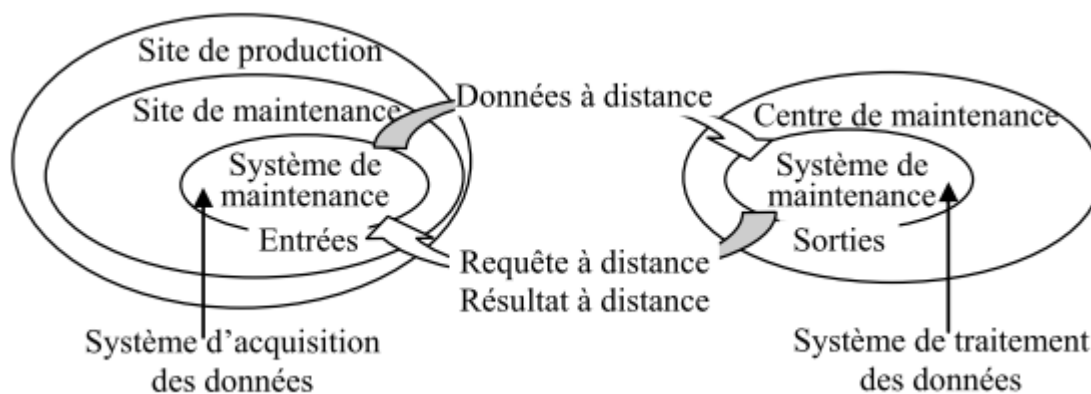 Site de production
Site de maintenance
Système de
maintenance
Entrées
Système d'acquisition
des données
Données à distance
Requête à distance
Résultat à distance
Centre de maintenance
Système de
maintenance
Sorties
Système de traitement
des données